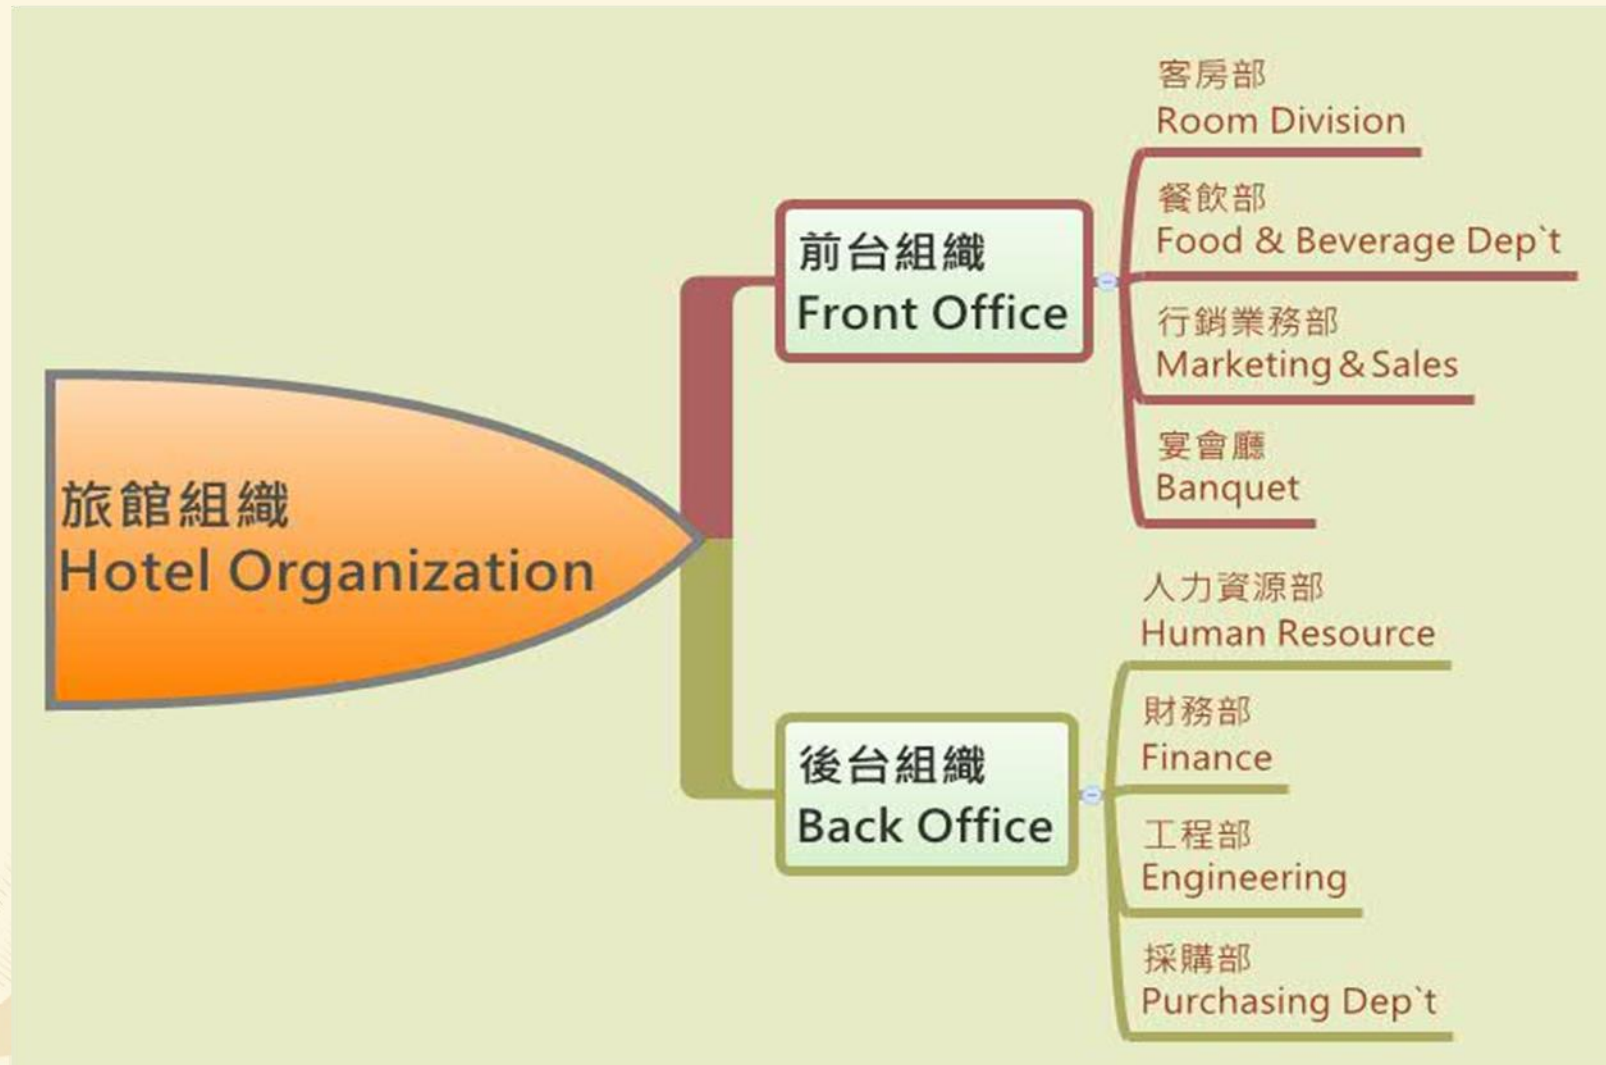 旅館組織
Hotel Organization
前台組織
Front Office
客房部
Room Division
餐飲部
Food & Beverage Dep`t
行銷業務部
Marketing & Sales
宴會廳
Banquet
後台組織
Back Office
人力資源部
Human Resource
財務部
Finance
工程部
Engineering
採購部
Purchasing Dep`t